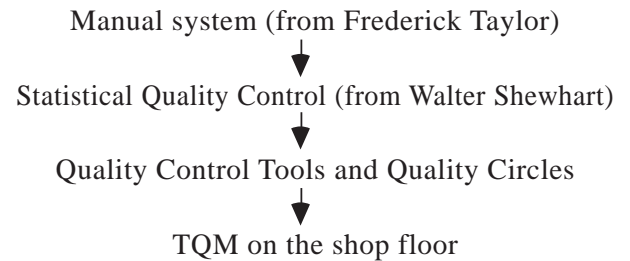 Manual system (from Frederick Taylor)
Statistical Quality Control (from Walter Shewhart)
Quality Control Tools and Quality Circles
TQM on the shop floor